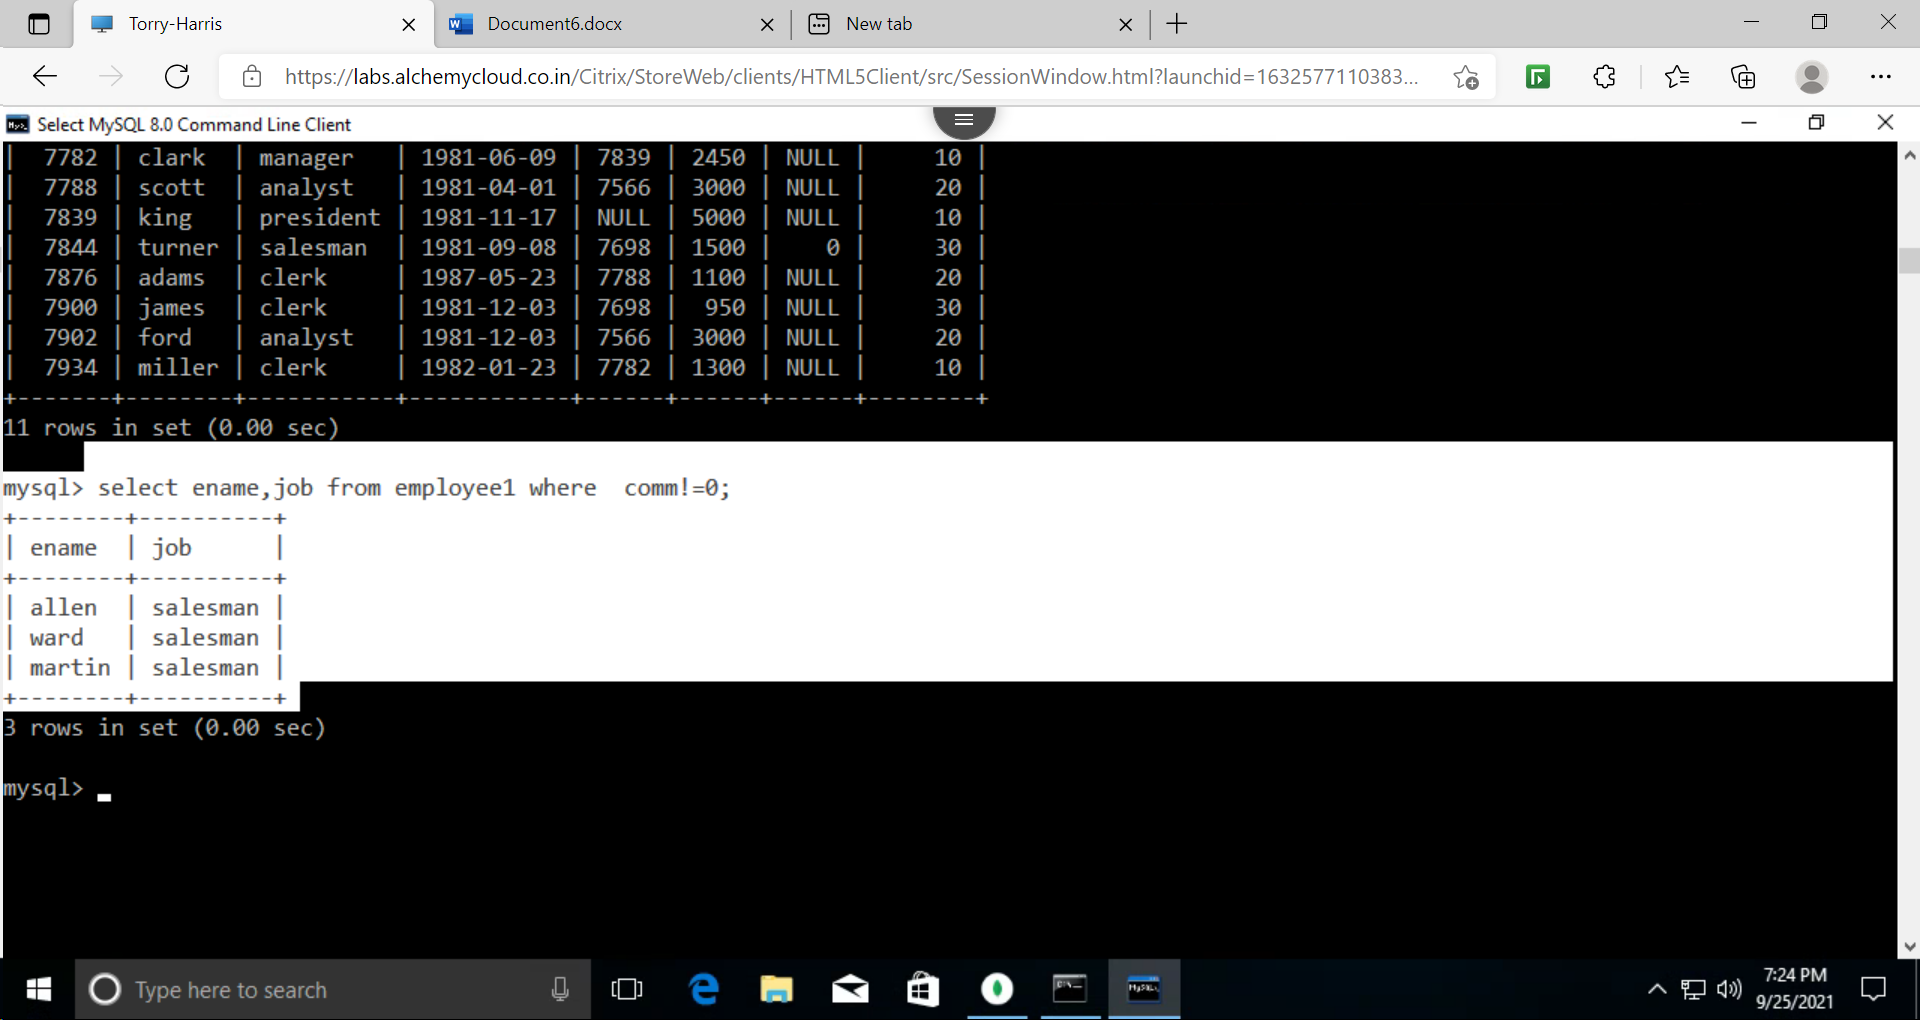 Torry-Harris
Document6.docx
New tab
https://labs.alchemycloud.co.in/Citrix/StoreWeb/clients/HTML5Client/src/SessionWindow.html?launchid=1632577110383...
Select MySQL 8.0 Command Line Client
| 7782 | clark | manager | 1981-06-09 | 7839 | 2450 | NULL | 10 |
| 7788 | scott | analyst | 1981-04-01 | 7566 | 3000 | NULL | 20 |
| 7839 | king | president | 1981-11-17 | NULL | 5000 | NULL | 10 |
| 7844 | turner | salesman | 1981-09-08 | 7698 | 1500 | 0 | 30 |
| 7876 | adams | clerk | 1987-05-23 | 7788 | 1100 | NULL | 20 |
| 7900 | james | clerk | 1981-12-03 | 7698 | 950 | NULL | 30 |
| 7902 | ford | analyst | 1981-12-03 | 7566 | 3000 | NULL | 20 |
| 7934 | miller | clerk | 1982-01-23 | 7782 | 1300 | NULL | 10 |
+-------+--------+-----------+------------+------+------+------+--------+
11 rows in set (0.00 sec)
mysql> select ename,job from employee1 where  comm!=0;
+--------+----------+
| ename  | job      |
+--------+----------+
| allen  | salesman |
| ward   | salesman |
| martin | salesman |
+--------+----------+
3 rows in set (0.00 sec)
mysql>
Type here to search
7:24 PM
9/25/2021